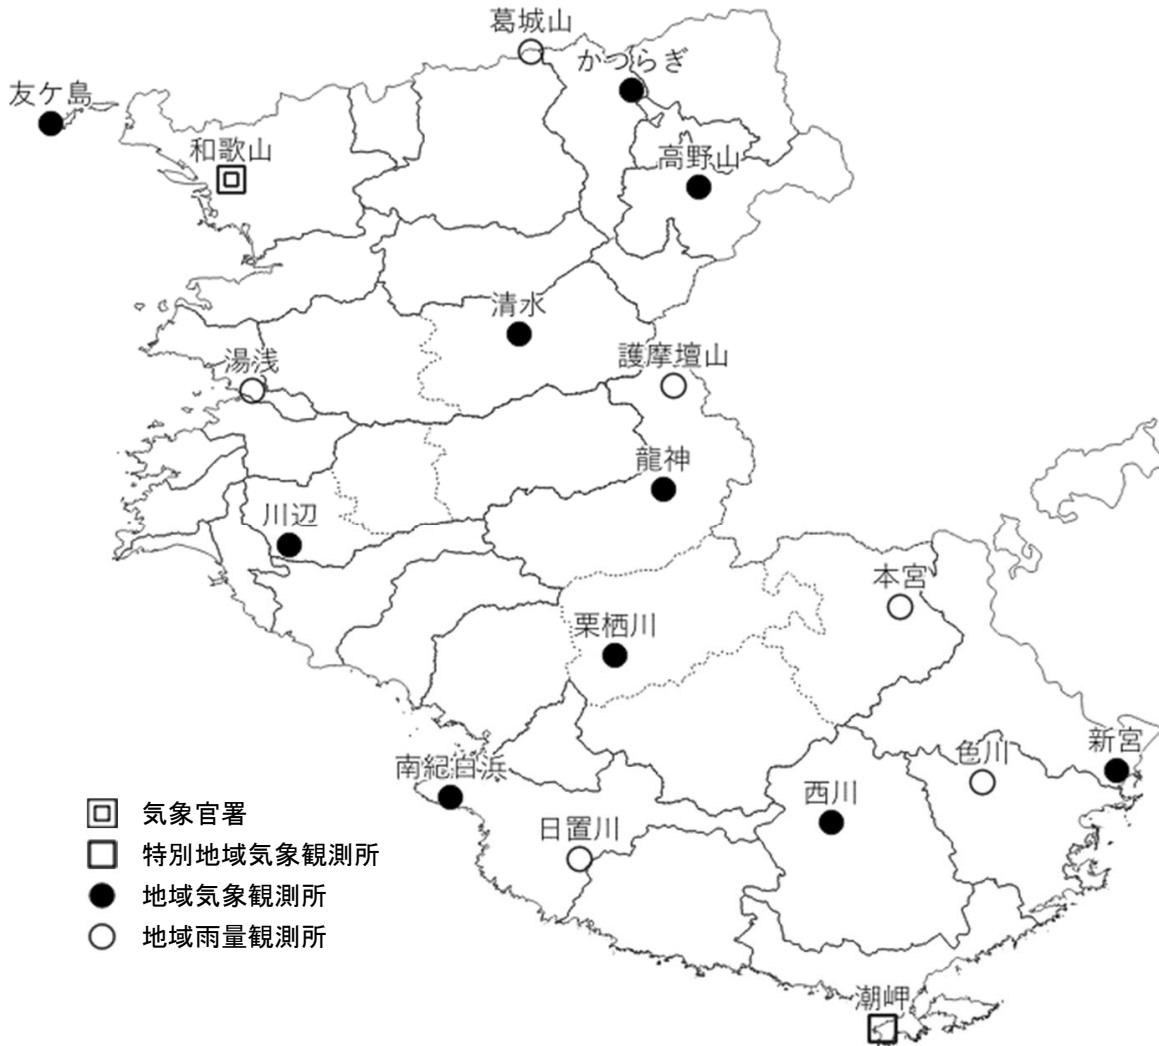 葛城山
かつらぎ
友ケ島
和歌山
高野山
清水
護摩壇山
湯浅
龍神
川辺
本宮
栗栖川
新宮
色川
南紀白浜
西川
日置川
潮岬
気象官署
特別地域気象観測所
地域気象観測所
地域雨量観測所